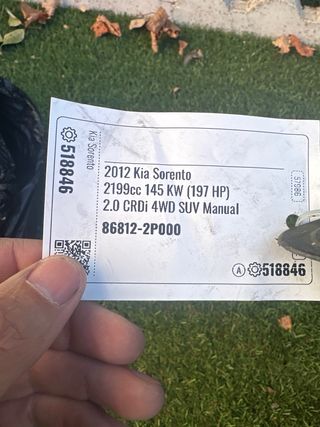 518846
Kia Sorento
2012 Kia Sorento
2199cc 145 KW (197 HP)
2.0 CRDi 4WD SUV Manual
86812-2P000
57986
A 518846